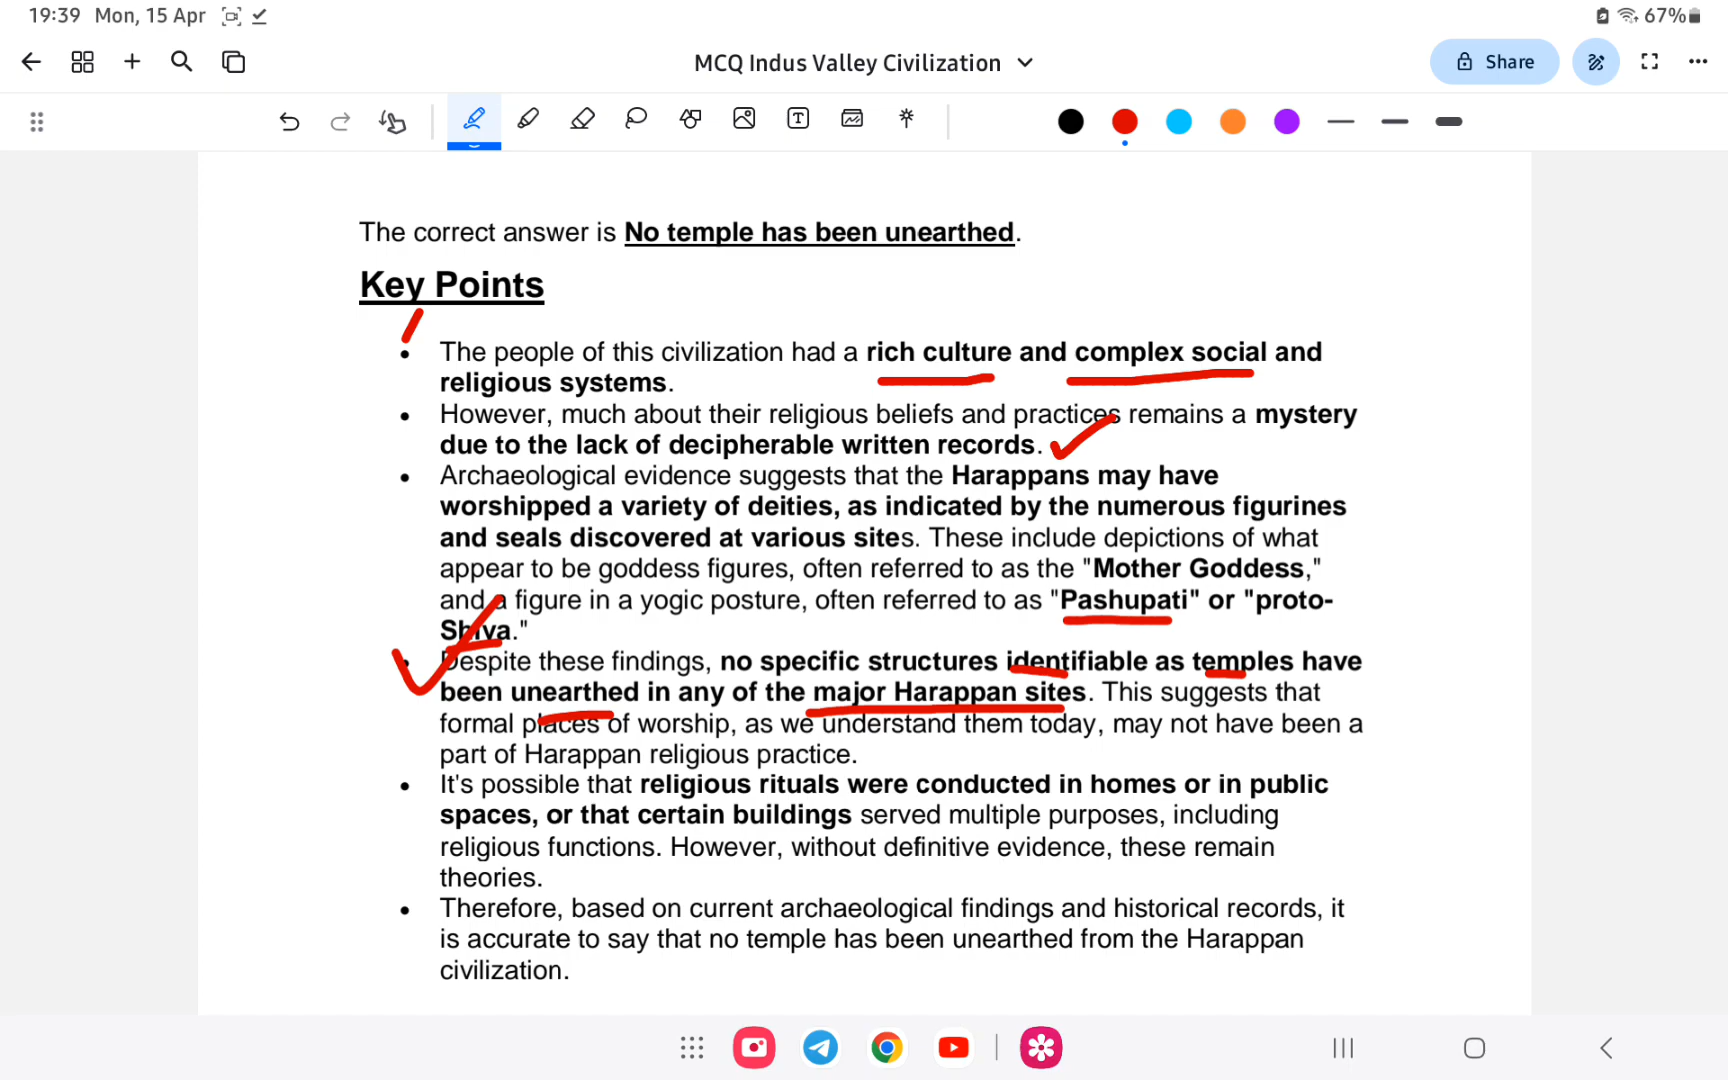 19:39 Mon, 15 Apr
67%
MCQ Indus Valley Civilization
Share
The correct answer is No temple has been unearthed.
Key Points
• The people of this civilization had a rich culture and complex social and
religious systems.
• However, much about their religious beliefs and practices remains a mystery
due to the lack of decipherable written records.
• Archaeological evidence suggests that the Harappans may have
worshipped a variety of deities, as indicated by the numerous figurines
and seals discovered at various sites. These include depictions of what
appear to be goddess figures, often referred to as the "Mother Goddess,"
and a figure in a yogic posture, often referred to as "Pashupati" or "proto-
Shiva."
• Despite these findings, no specific structures identifiable as temples have
been unearthed in any of the major Harappan sites. This suggests that
formal places of worship, as we understand them today, may not have been a
part of Harappan religious practice.
• It's possible that religious rituals were conducted in homes or in public
spaces, or that certain buildings served multiple purposes, including
religious functions. However, without definitive evidence, these remain
theories.
• Therefore, based on current archaeological findings and historical records, it
is accurate to say that no temple has been unearthed from the Harappan
civilization.